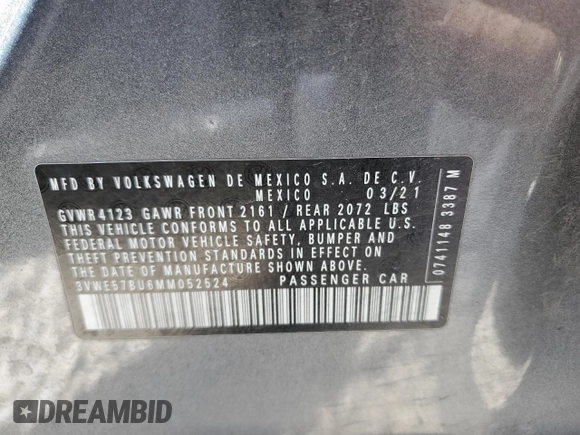 MFD BY VOLKSWAGEN DE MEXICO S.A. DE C.V.
MEXICO 03/21
GVWR4123 GAWR FRONT 2161 / REAR 2072 LBS
THIS VEHICLE CONFORMS TO ALL APPLICABLE U.S.
FEDERAL MOTOR VEHICLE SAFETY, BUMPER AND
THEFT PREVENTION STANDARDS IN EFFECT ON
THE DATE OF MANUFACTURE SHOWN ABOVE.
3VWE57BU6MM052524 PASSENGER CAR
0741148 3387 M
DREAMBID